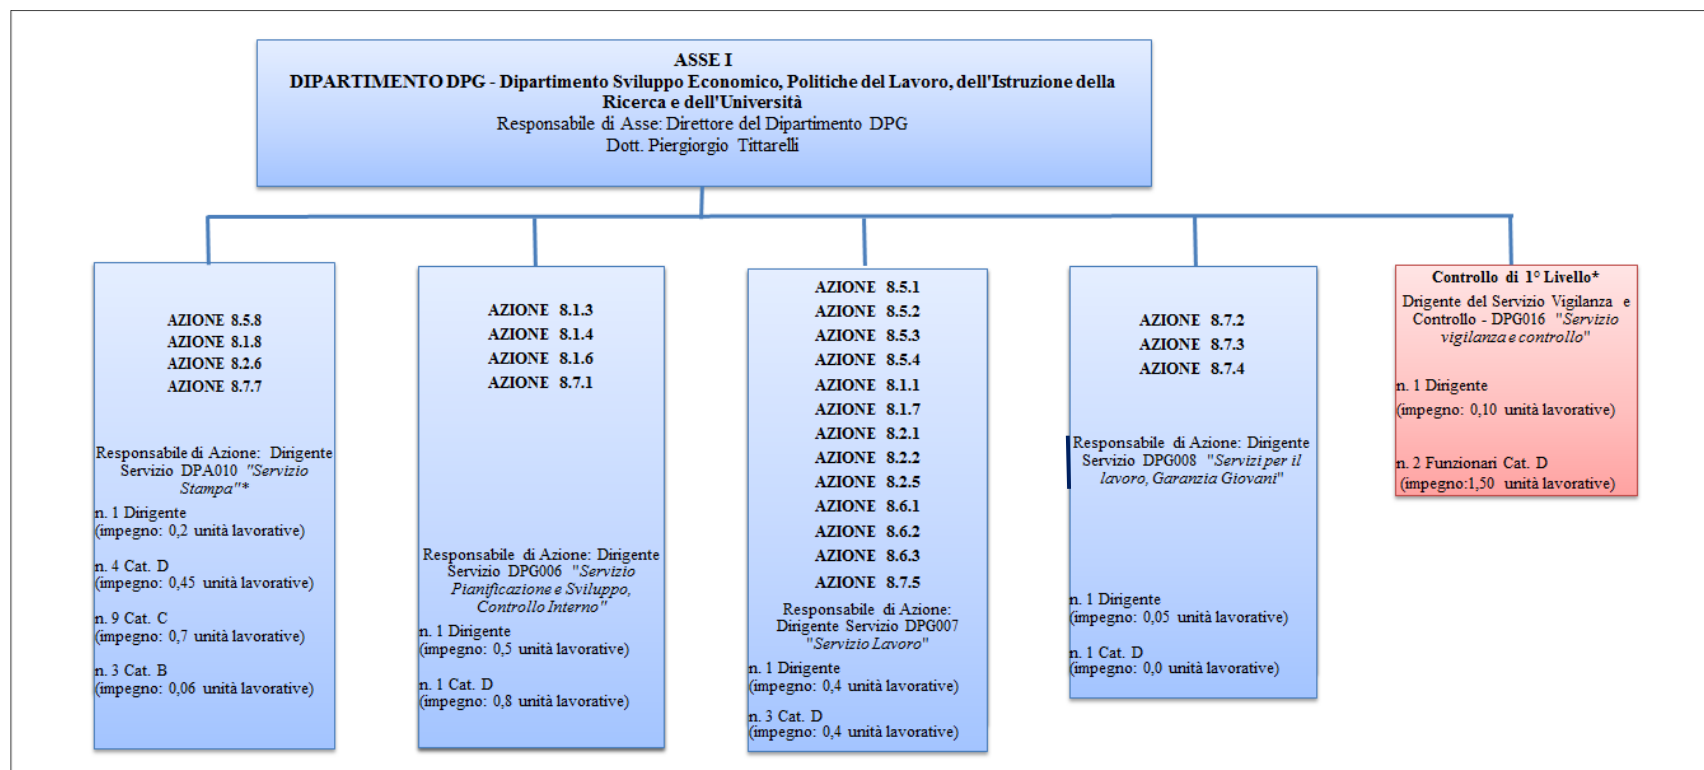 ASSE I
DIPARTIMENTO DPG - Dipartimento Sviluppo Economico, Politiche del Lavoro, dell'Istruzione della
Ricerca e dell'Università
Responsabile di Asse: Direttore del Dipartimento DPG
Dott. Piergiorgio Tittarelli
AZIONE 8.5.8
AZIONE 8.1.8
AZIONE 8.2.6
AZIONE 8.7.7
Responsabile di Azione: Dirigente
Servizio DPA010 "Servizio
Stampa"*
n. 1 Dirigente
(impegno: 0,2 unità lavorative)
n. 4 Cat. D
(impegno: 0,45 unità lavorative)
n. 9 Cat. C
(impegno: 0,7 unità lavorative)
n. 3 Cat. B
(impegno: 0,06 unità lavorative)
AZIONE 8.1.3
AZIONE 8.1.4
AZIONE 8.1.6
AZIONE 8.7.1
Responsabile di Azione: Dirigente
Servizio DPG006 "Servizio
Pianificazione e Sviluppo,
Controllo Interno"
n. 1 Dirigente
(impegno: 0,5 unità lavorative)
n. 1 Cat. D
(impegno: 0,8 unità lavorative)
AZIONE 8.5.1
AZIONE 8.5.2
AZIONE 8.5.3
AZIONE 8.5.4
AZIONE 8.1.1
AZIONE 8.1.7
AZIONE 8.2.1
AZIONE 8.2.2
AZIONE 8.2.5
AZIONE 8.6.1
AZIONE 8.6.2
AZIONE 8.6.3
AZIONE 8.7.5
Responsabile di Azione:
Dirigente Servizio DPG007
"Servizio Lavoro"
n. 1 Dirigente
(impegno: 0,4 unità lavorative)
n. 3 Cat. D
(impegno: 0,4 unità lavorative)
AZIONE 8.7.2
AZIONE 8.7.3
AZIONE 8.7.4
Responsabile di Azione: Dirigente
Servizio DPG008 "Servizi per il
lavoro, Garanzia Giovani"
n. 1 Dirigente
(impegno: 0,05 unità lavorative)
n. 1 Cat. D
(impegno: 0,0 unità lavorative)
Controllo di 1° Livello*
Drigente del Servizio Vigilanza e
Controllo - DPG016 "Servizio
vigilanza e controllo"
n. 1 Dirigente
(impegno: 0,10 unità lavorative)
n. 2 Funzionari Cat. D
(impegno:1,50 unità lavorative)